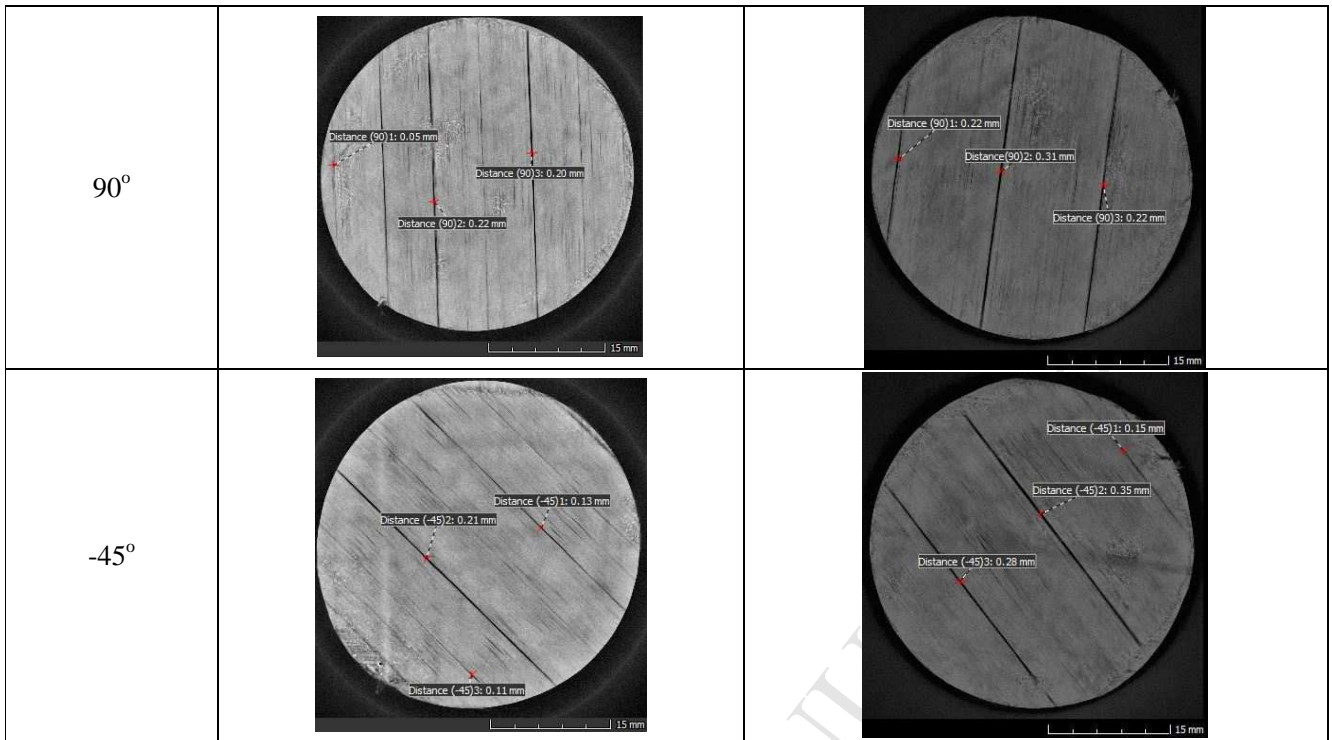 90°
Distance (90)1: 0.05 mm
Distance (90)3: 0.20 mm
Distance (90)2: 0.22 mm
15 mm
Distance (90)1: 0.22 mm
Distance(90)2: 0.31 mm
Distance (90)3: 0.22 mm
15 mm
-45°
Distance (-45)1: 0.13 mm
Distance (-45)2: 0.21 mm
Distance (-45)3: 0.11 mm
15 mm
Distance (-45)1: 0.15 mm
Distance (-45)2: 0.35 mm
Distance (-45)3: 0.28 mm
15 mm